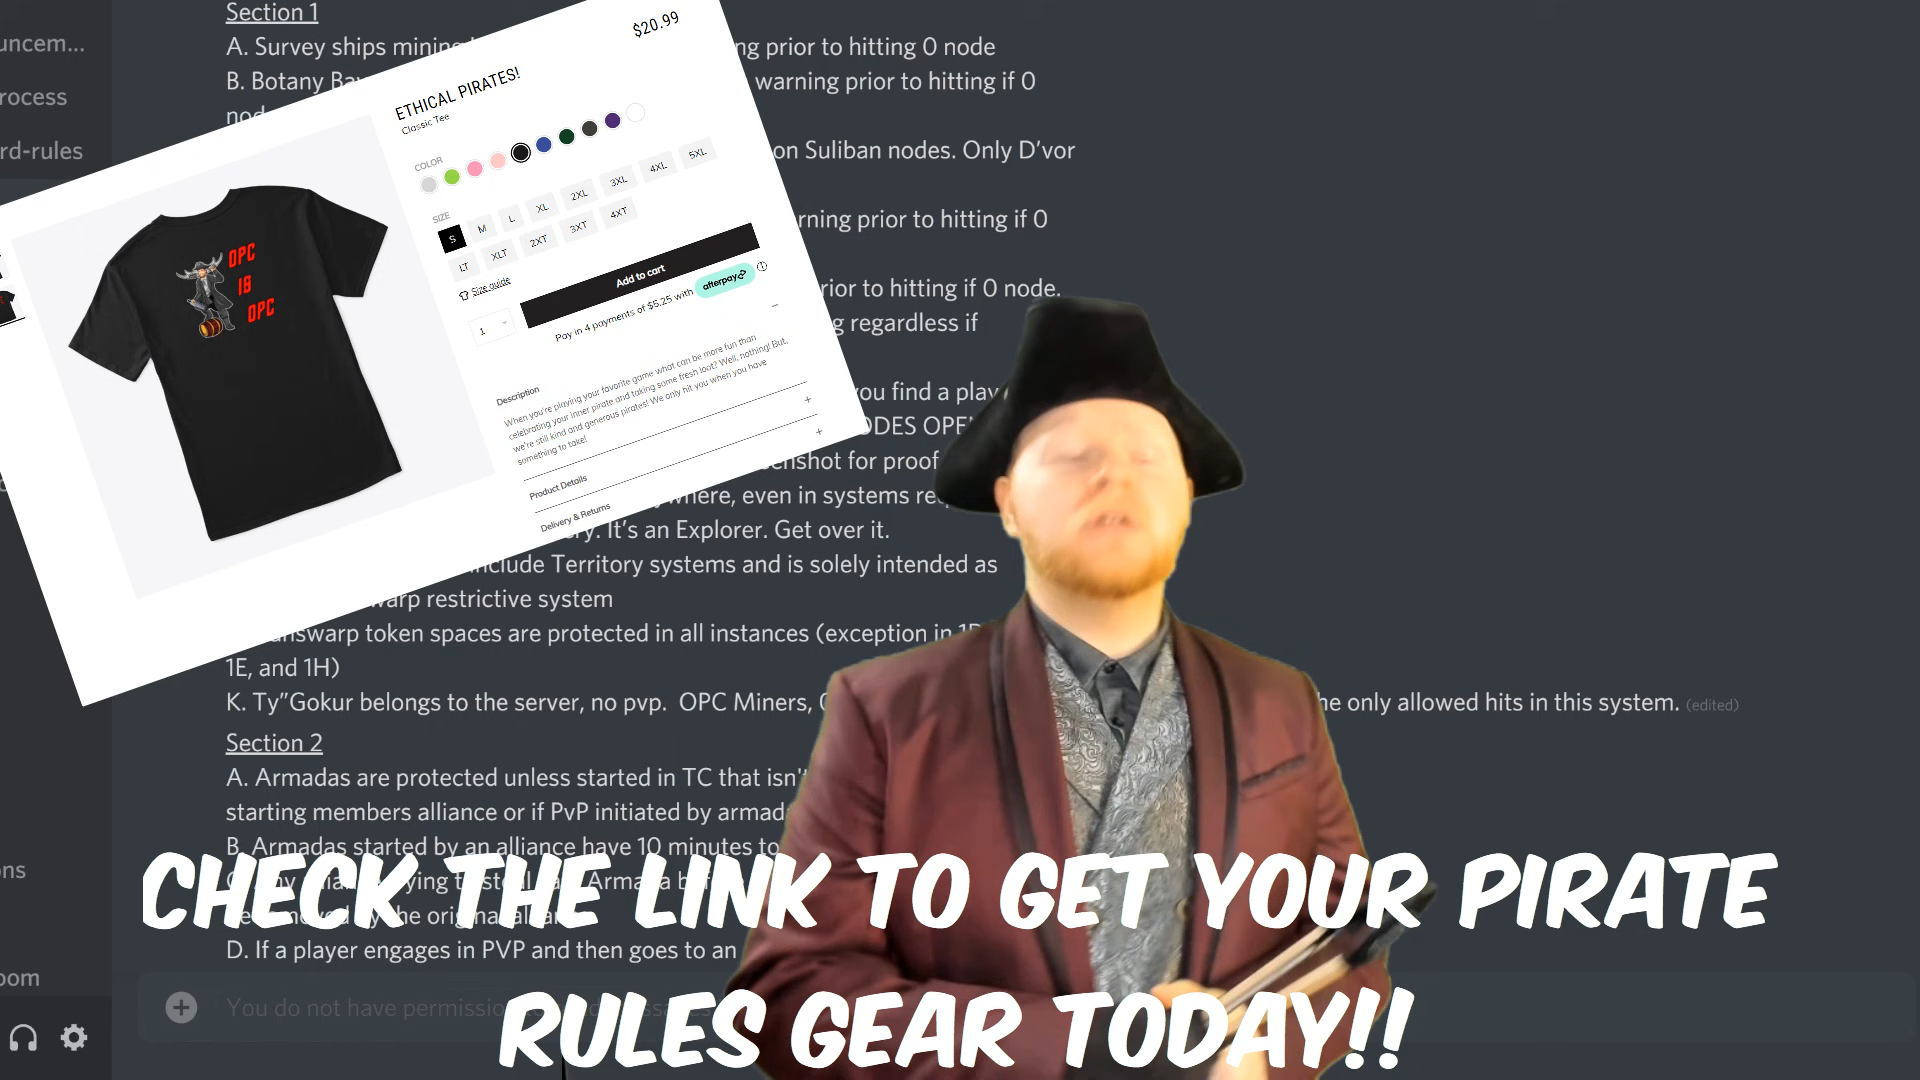 uncem...
rocess
rd-rules
ons
oom
Section 1
A. Survey ships mining
ng prior to hitting 0 node
B. Botany Bay
warning prior to hitting if 0
on Suliban nodes. Only D'vor
rning prior to hitting if 0
rior to hitting if 0 node.
g regardless if
you find a play
ODES OPE
enshot for proof
where, even in systems re
ry. It's an Explorer. Get over it.
include Territory systems and is solely intended as
warp restrictive system
answarp token spaces are protected in all instances (exception in 1D
1E, and 1H)
K. Ty"Gokur belongs to the server, no pvp. OPC Miners,
he only allowed hits in this system. (edited)
Section 2
A. Armadas are protected unless started in TC that isn't
starting members alliance or if PvP initiated by armad
B. Armadas started by an alliance have 10 minutes to
D. If a player engages in PVP and then goes to an
You do not have permissio
$20.99
ETHICAL PIRATES!
Classic Tee
COLOR
SIZE
S M L XL 2XL 3XL 4XL 5XL
LT XLT 2XT 3XT 4XT
Size guide
1
Add to cart
Pay in 4 payments of $5.25 with afterpay
Description
When you're playing your favorite game what can be more fun than
celebrating your inner pirate and taking some fresh loot? Well, nothing! But,
we're still kind and generous pirates! We only hit you when you have
something to take!
Product Details
Delivery & Returns
OPC
IS
OPC
CHECK THE LINK TO GET YOUR PIRATE
RULES GEAR TODAY!!